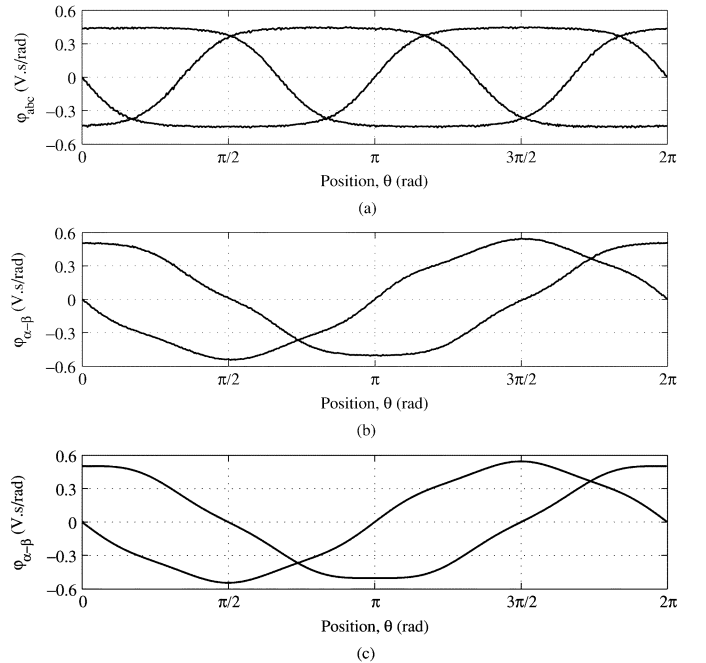 φabc (V.s/rad)
0.6
0.3
0
−0.3
−0.6
0 π/2 π 3π/2 2π
Position, θ (rad)
(a)
φα−β (V.s/rad)
0.6
0.3
0
−0.3
−0.6
0 π/2 π 3π/2 2π
Position, θ (rad)
(b)
φα−β (V.s/rad)
0.6
0.3
0
−0.3
−0.6
0 π/2 π 3π/2 2π
Position, θ (rad)
(c)